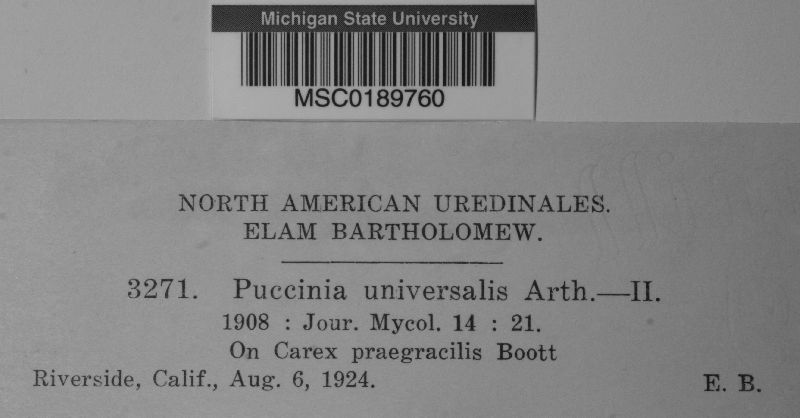 Michigan State University
MSC0189760
NORTH AMERICAN UREDINALES.
ELAM BARTHOLOMEW.
3271. Puccinia universalis Arth.—II.
1908 : Jour. Mycol. 14 : 21.
On Carex praegracilis Boott
Riverside, Calif., Aug. 6, 1924. E. B.